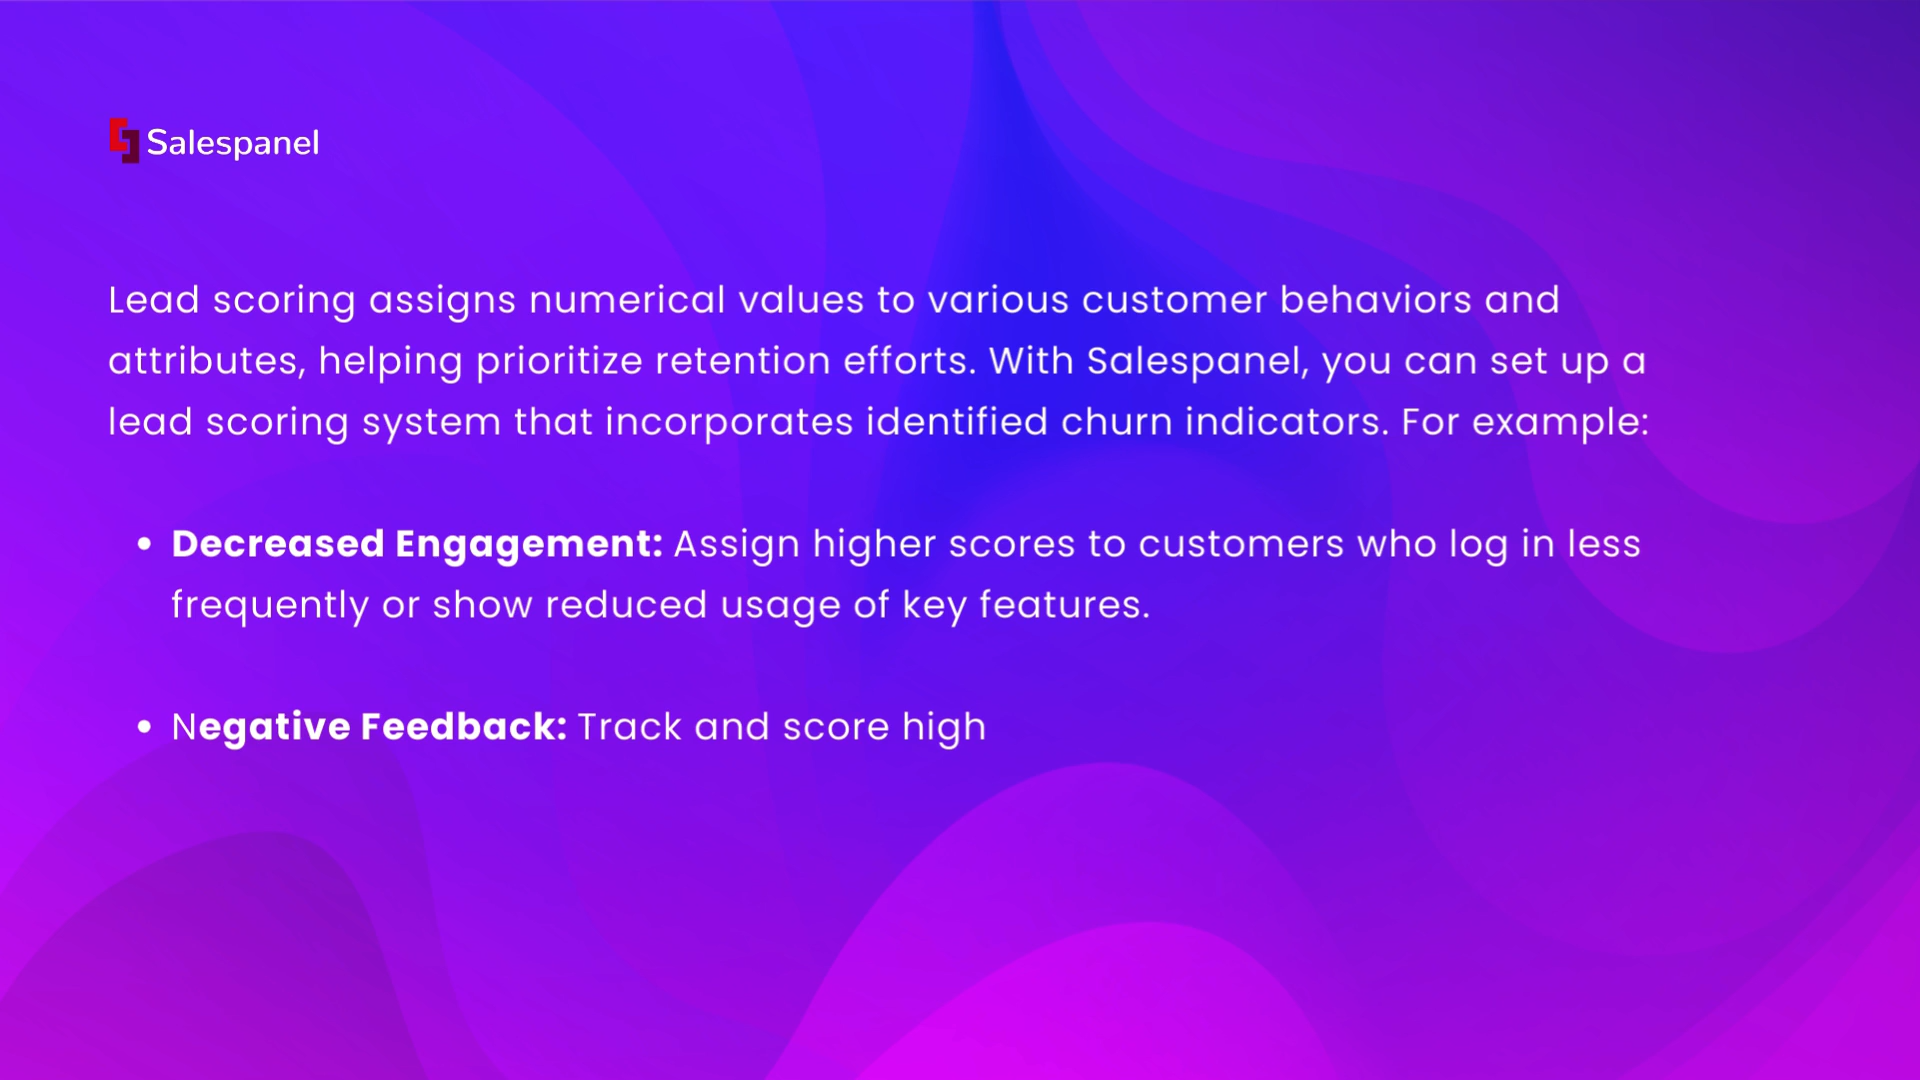 Salespanel
Lead scoring assigns numerical values to various customer behaviors and
attributes, helping prioritize retention efforts. With Salespanel, you can set up a
lead scoring system that incorporates identified churn indicators. For example:
• Decreased Engagement: Assign higher scores to customers who log in less
frequently or show reduced usage of key features.
• Negative Feedback: Track and score high